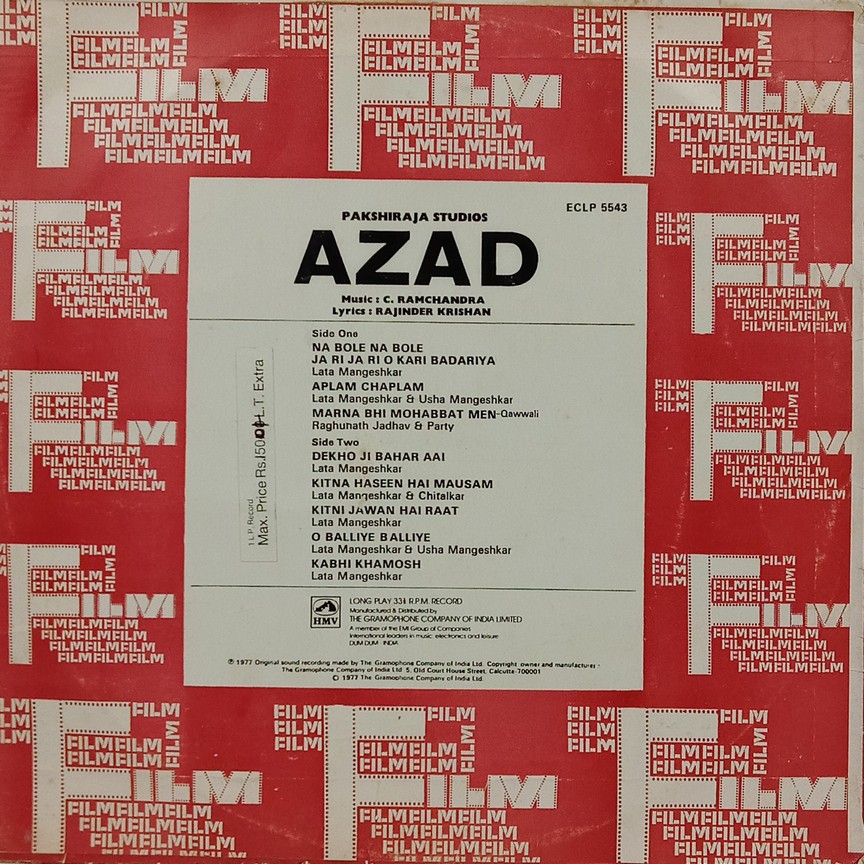 ECLP 5543
PAKSHIRAJA STUDIOS
AZAD
Music : C. RAMCHANDRA
Lyrics : RAJINDER KRISHAN
Side One
NA BOLE NA BOLE
JA RI JA RI O KARI BADARIYA
Lata Mangeshkar
APLAM CHAPLAM
Lata Mangeshkar & Usha Mangeshkar
MARNA BHI MOHABBAT MEN-Qawwali
Raghunath Jadhav & Party
Side Two
DEKHO JI BAHAR AAI
Lata Mangeshkar
KITNA HASEEN HAI MAUSAM
Lata Mangeshkar & Chitalkar
KITNI JAWAN HAI RAAT
Lata Mangeshkar
O BALLIYE BALLIYE
Lata Mangeshkar & Usha Mangeshkar
KABHI KHAMOSH
Lata Mangeshkar
1 L.P. Record
Max. Price Rs. L.T. Extra
HMV
LONG PLAY 33⅓ R.P.M. RECORD
Manufactured & Distributed by
THE GRAMOPHONE COMPANY OF INDIA LIMITED
A member of the EMI Group of Companies
International leaders in music, electronics and leisure
DUM DUM · INDIA
℗ 1977 Original sound recording made by The Gramophone Company of India Ltd. Copyright owner and manufacturer :
The Gramophone Company of India Ltd. 5, Old Court House Street, Calcutta-700001
© 1977 The Gramophone Company of India Ltd.